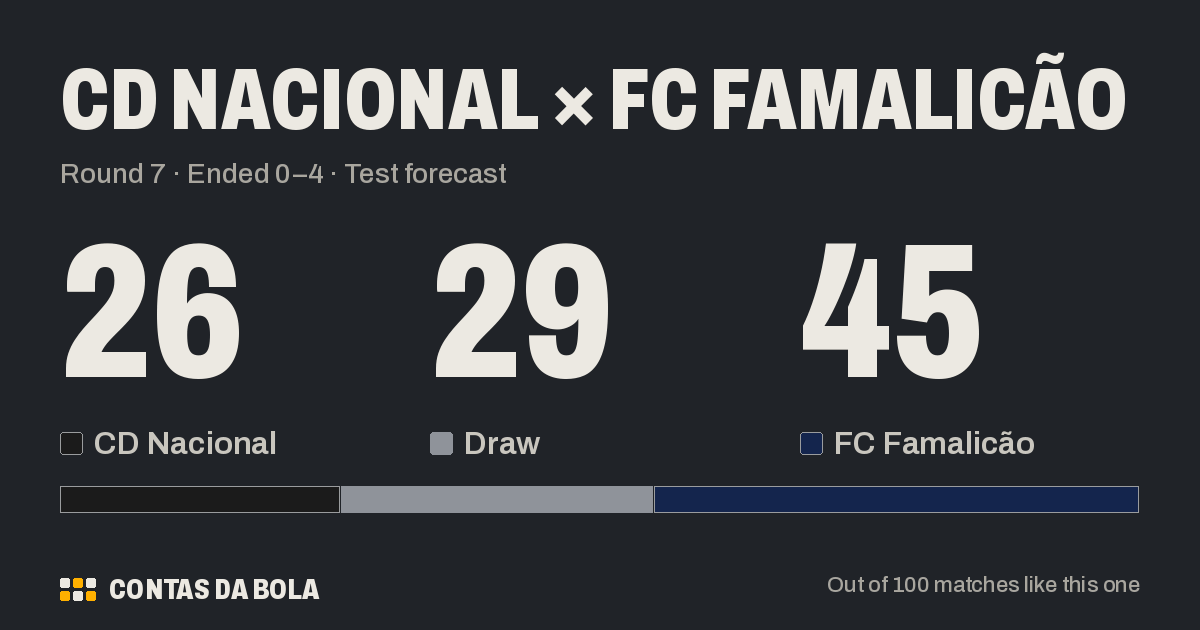 CD NACIONAL × FC FAMALICÃO
Round 7 · Ended 0–4 · Test forecast
26 29 45
CD Nacional Draw FC Famalicão
CONTAS DA BOLA
Out of 100 matches like this one